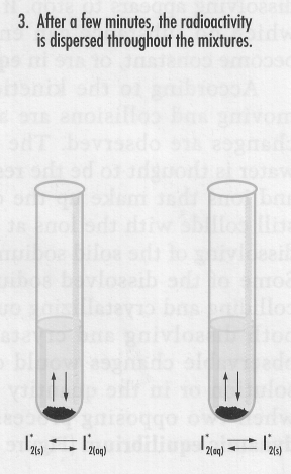 3. After a few minutes, the radioactivity
is dispersed throughout the mixtures.
I*2(s) ⇌ I*2(aq)
I*2(aq) ⇌ I*2(s)